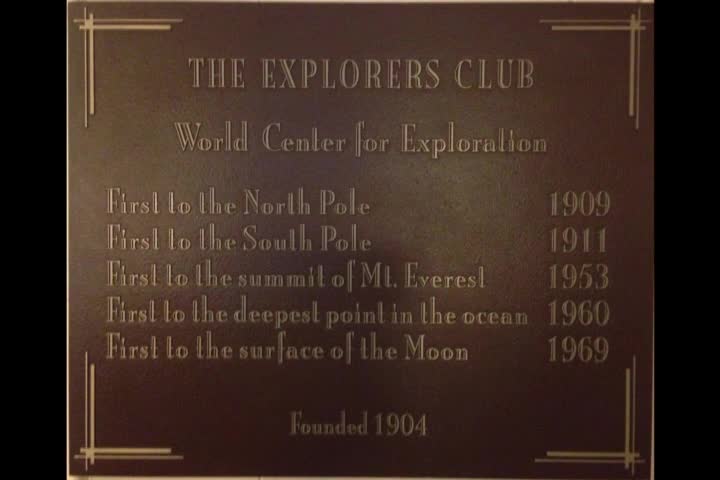 THE EXPLORERS CLUB
World Center for Exploration
First to the North Pole 1909
First to the South Pole 1911
First to the summit of Mt. Everest 1953
First to the deepest point in the ocean 1960
First to the surface of the Moon 1969
Founded 1904